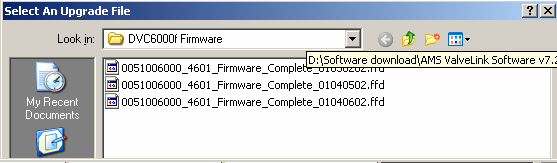 Select An Upgrade File
Look in: DVC6000f Firmware
D:\Software download\AMS ValveLink Software v7.2
0051006000_4601_Firmware_Complete_01030202.ffd
0051006000_4601_Firmware_Complete_01040502.ffd
0051006000_4601_Firmware_Complete_01040602.ffd
My Recent
Documents